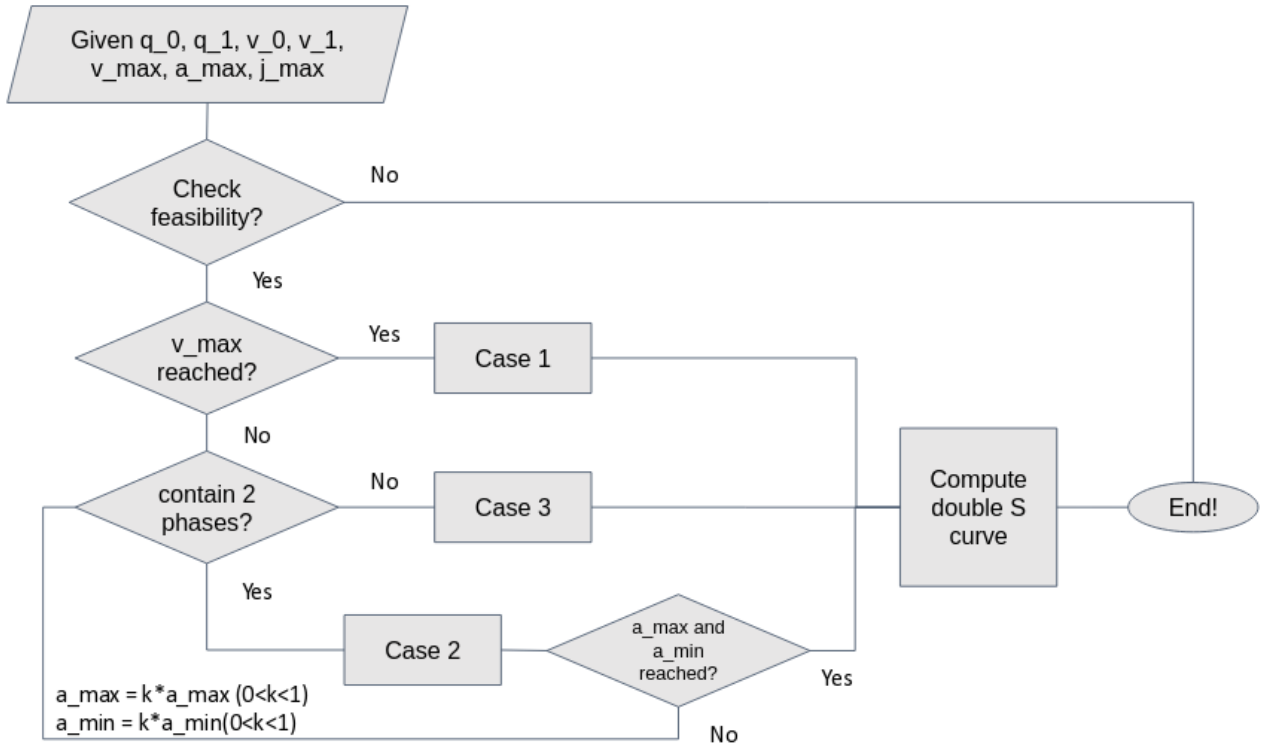 Given q_0, q_1, v_0, v_1,
v_max, a_max, j_max
No
Check
feasibility?
Yes
v_max
reached?
Yes
Case 1
No
contain 2
phases?
No
Case 3
Compute
double S
curve
End!
Yes
Case 2
a_max and
a_min
reached?
Yes
a_max = k*a_max (0<k<1)
a_min = k*a_min(0<k<1)
No